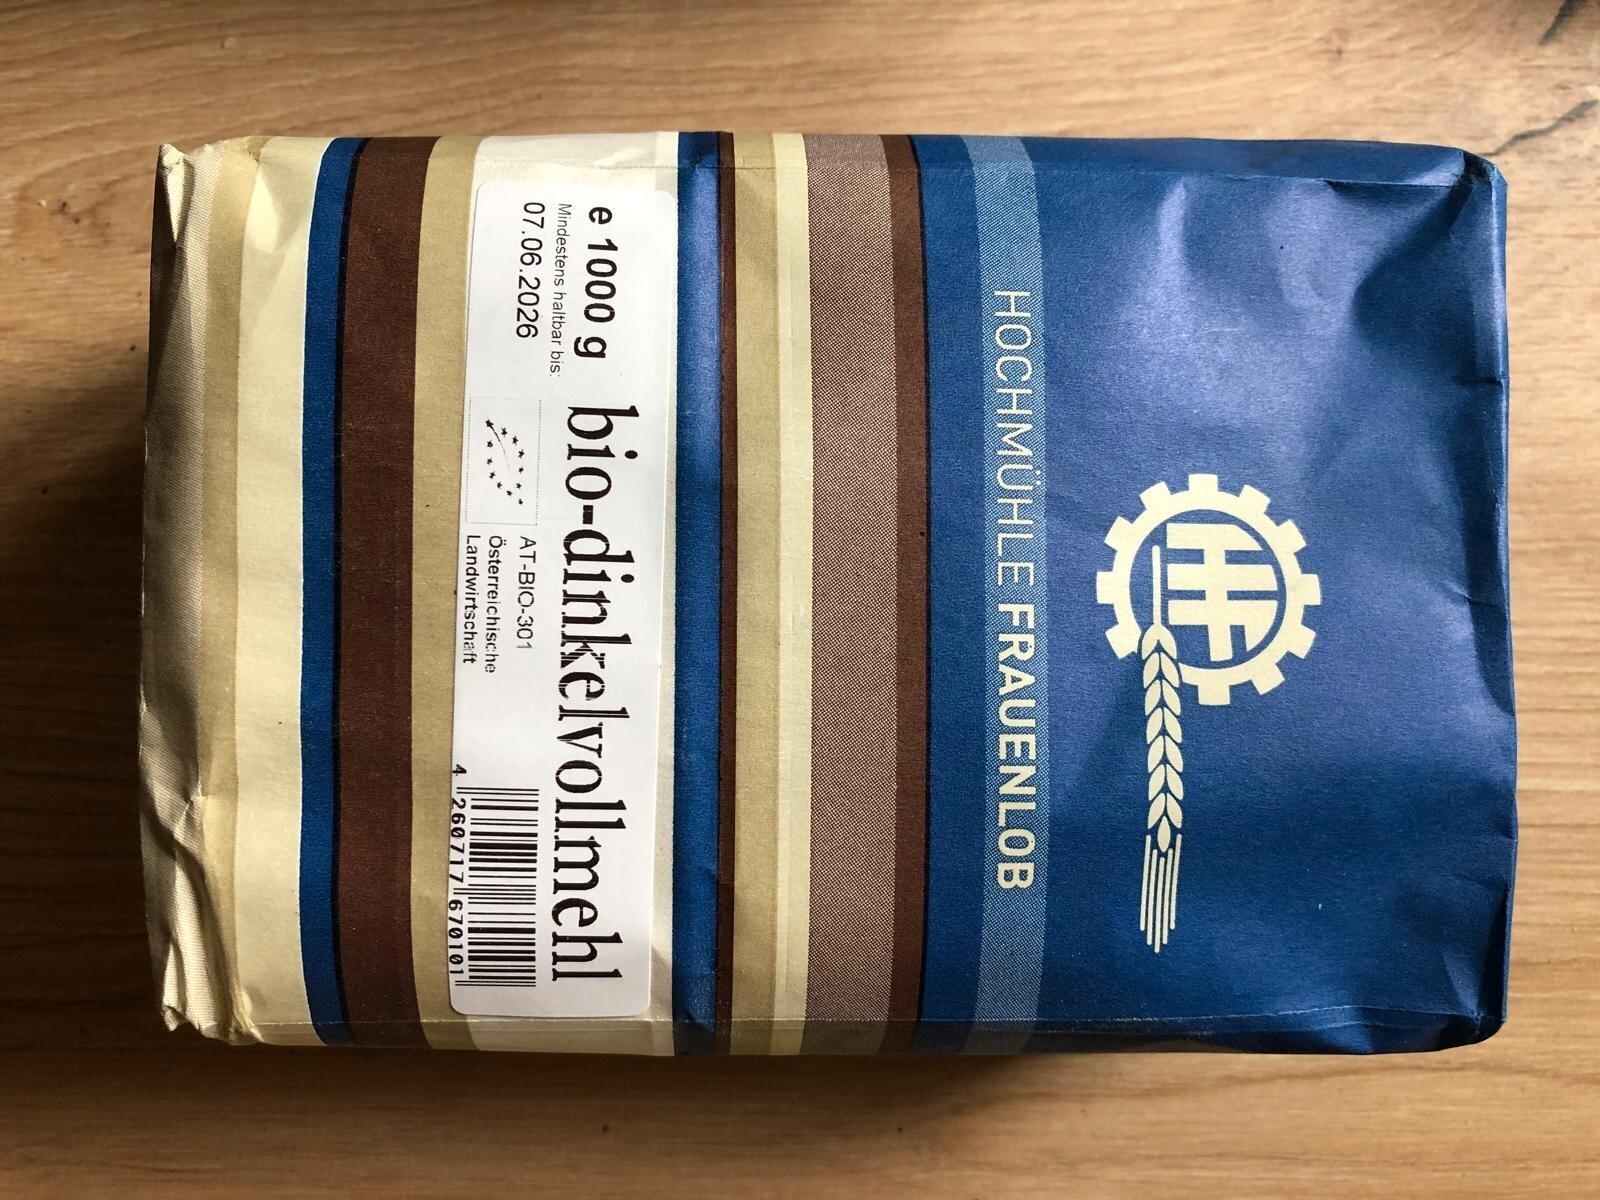 HOCHMÜHLE FRAUENLOB
HF
e 1000 g
bio-dinkelvollmehl
Mindestens haltbar bis:
07.06.2026
AT-BIO-301
Österreichische
Landwirtschaft
4 260717 670101